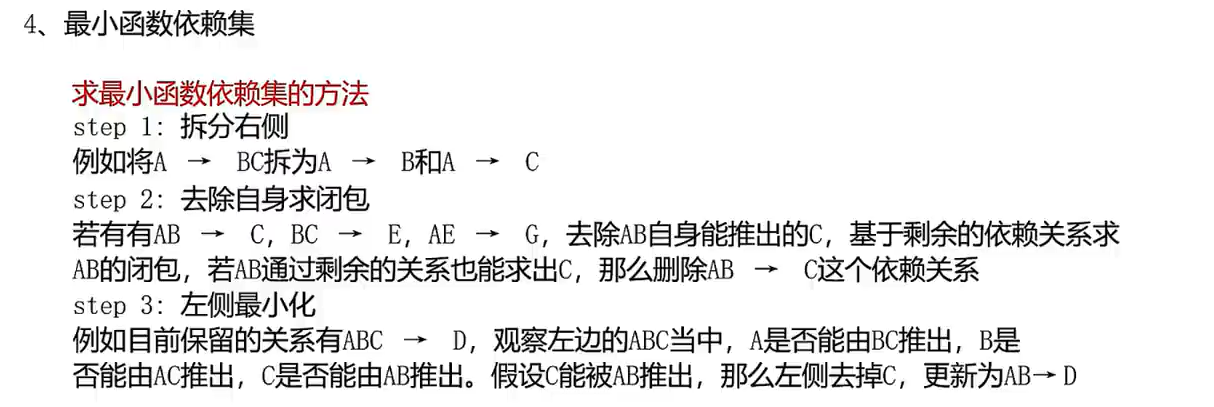 4、最小函数依赖集
求最小函数依赖集的方法
step 1: 拆分右侧
例如将A → BC拆为A → B和A → C
step 2: 去除自身求闭包
若有有AB → C, BC → E, AE → G, 去除AB自身能推出的C, 基于剩余的依赖关系求
AB的闭包, 若AB通过剩余的关系也能求出C, 那么删除AB → C这个依赖关系
step 3: 左侧最小化
例如目前保留的关系有ABC → D, 观察左边的ABC当中, A是否能由BC推出, B是
否能由AC推出, C是否能由AB推出。假设C能被AB推出, 那么左侧去掉C, 更新为AB→D